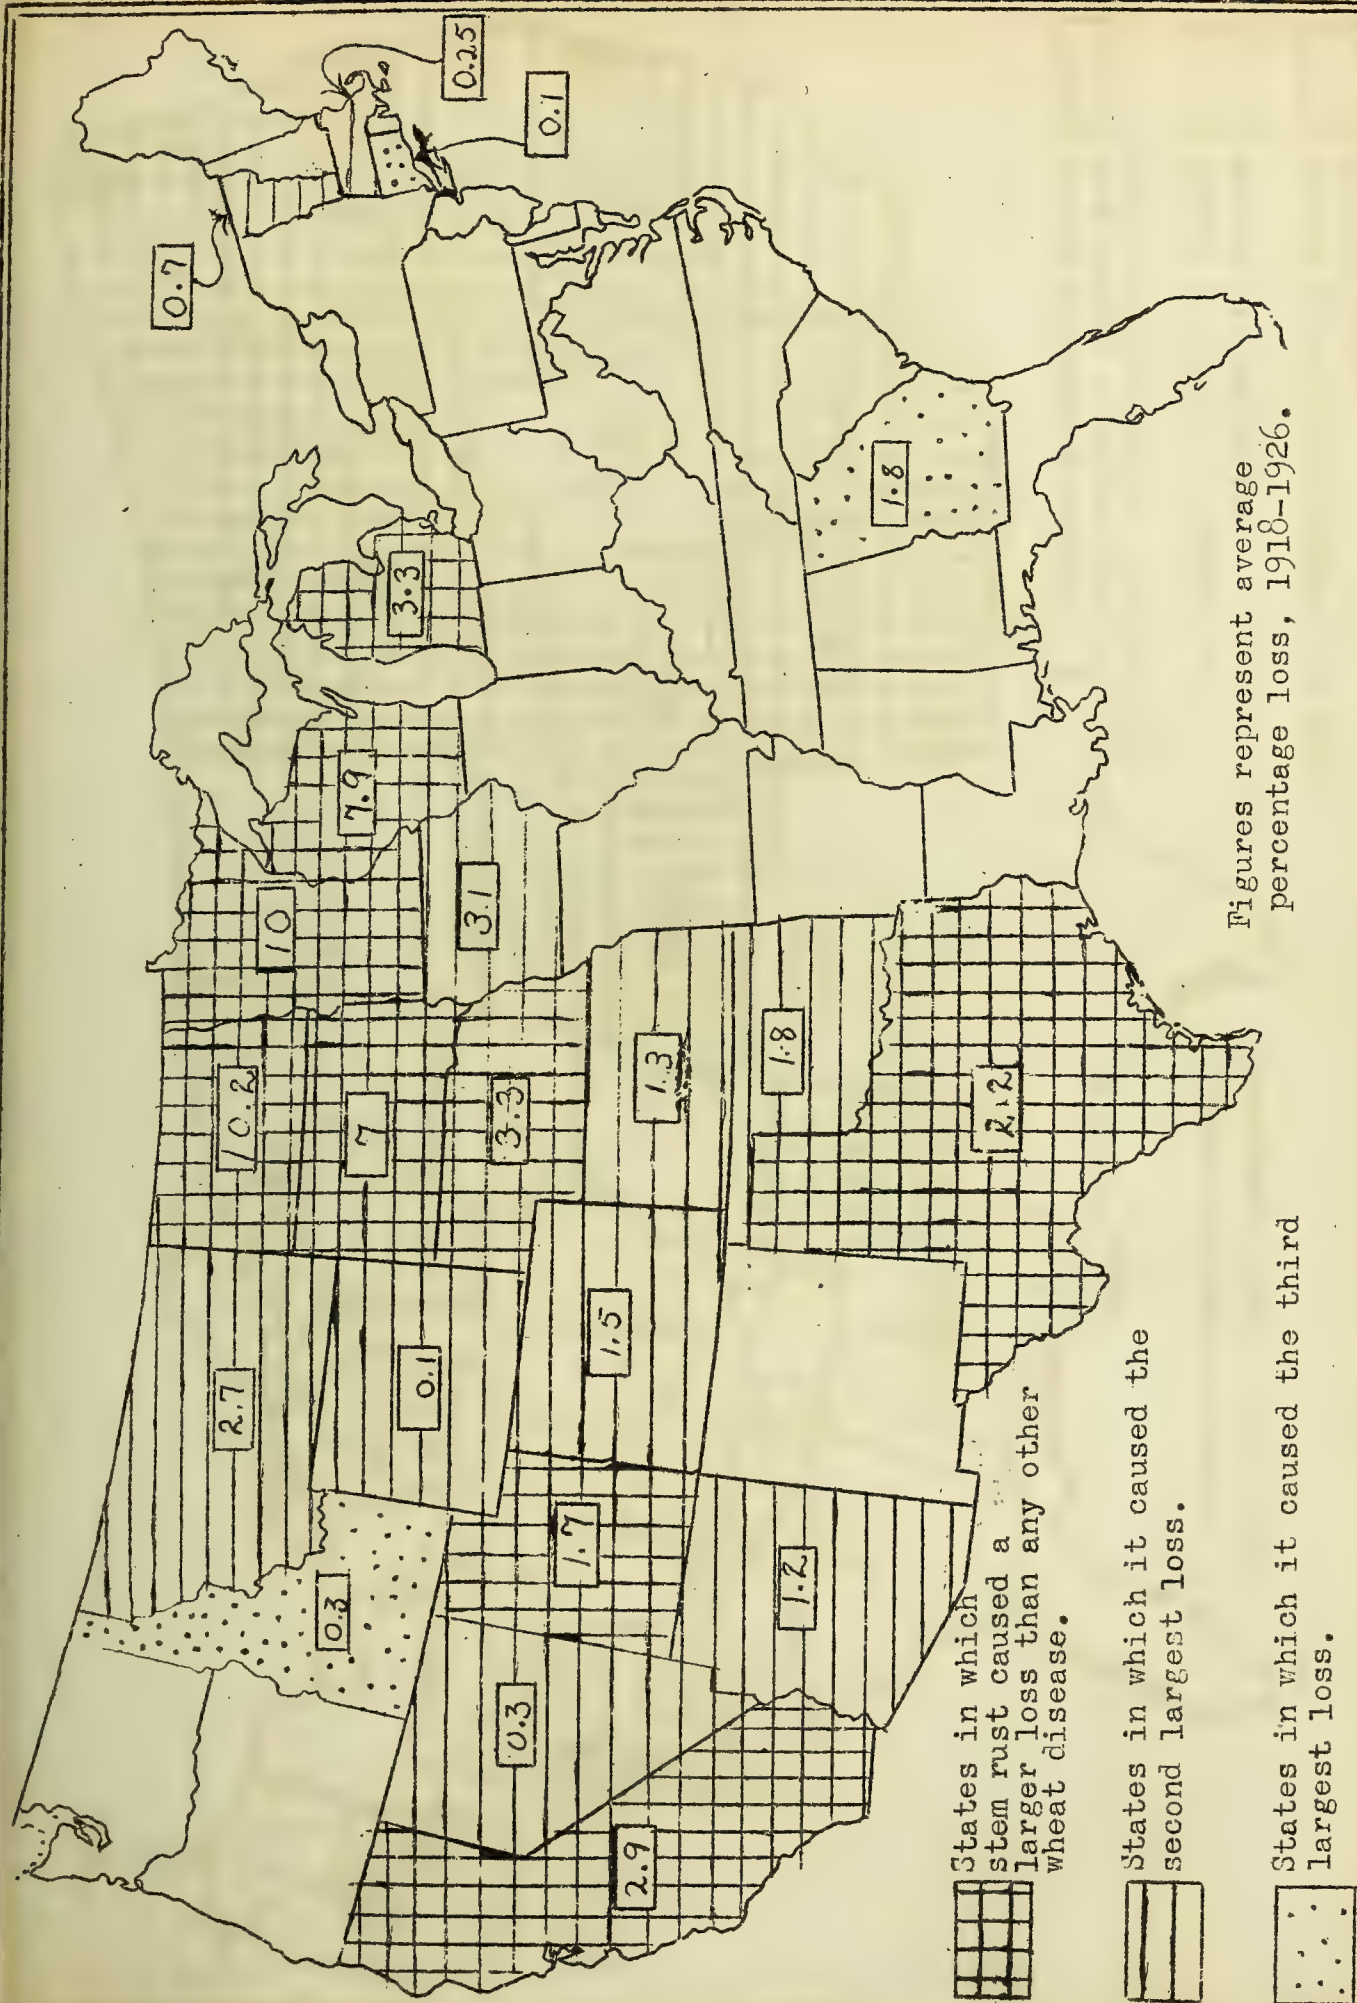 0.7
0.25
0.1
10.2
10
7.9
3.3
2.7
7
3.1
0.1
3.3
0.3
1.5
1.3
1.7
0.3
1.8
1.8
2.2
1.2
2.9
Figures represent average
percentage loss, 1918-1926.
States in which
stem rust caused a
larger loss than any other
wheat disease.
States in which it caused the
second largest loss.
States in which it caused the third
largest loss.